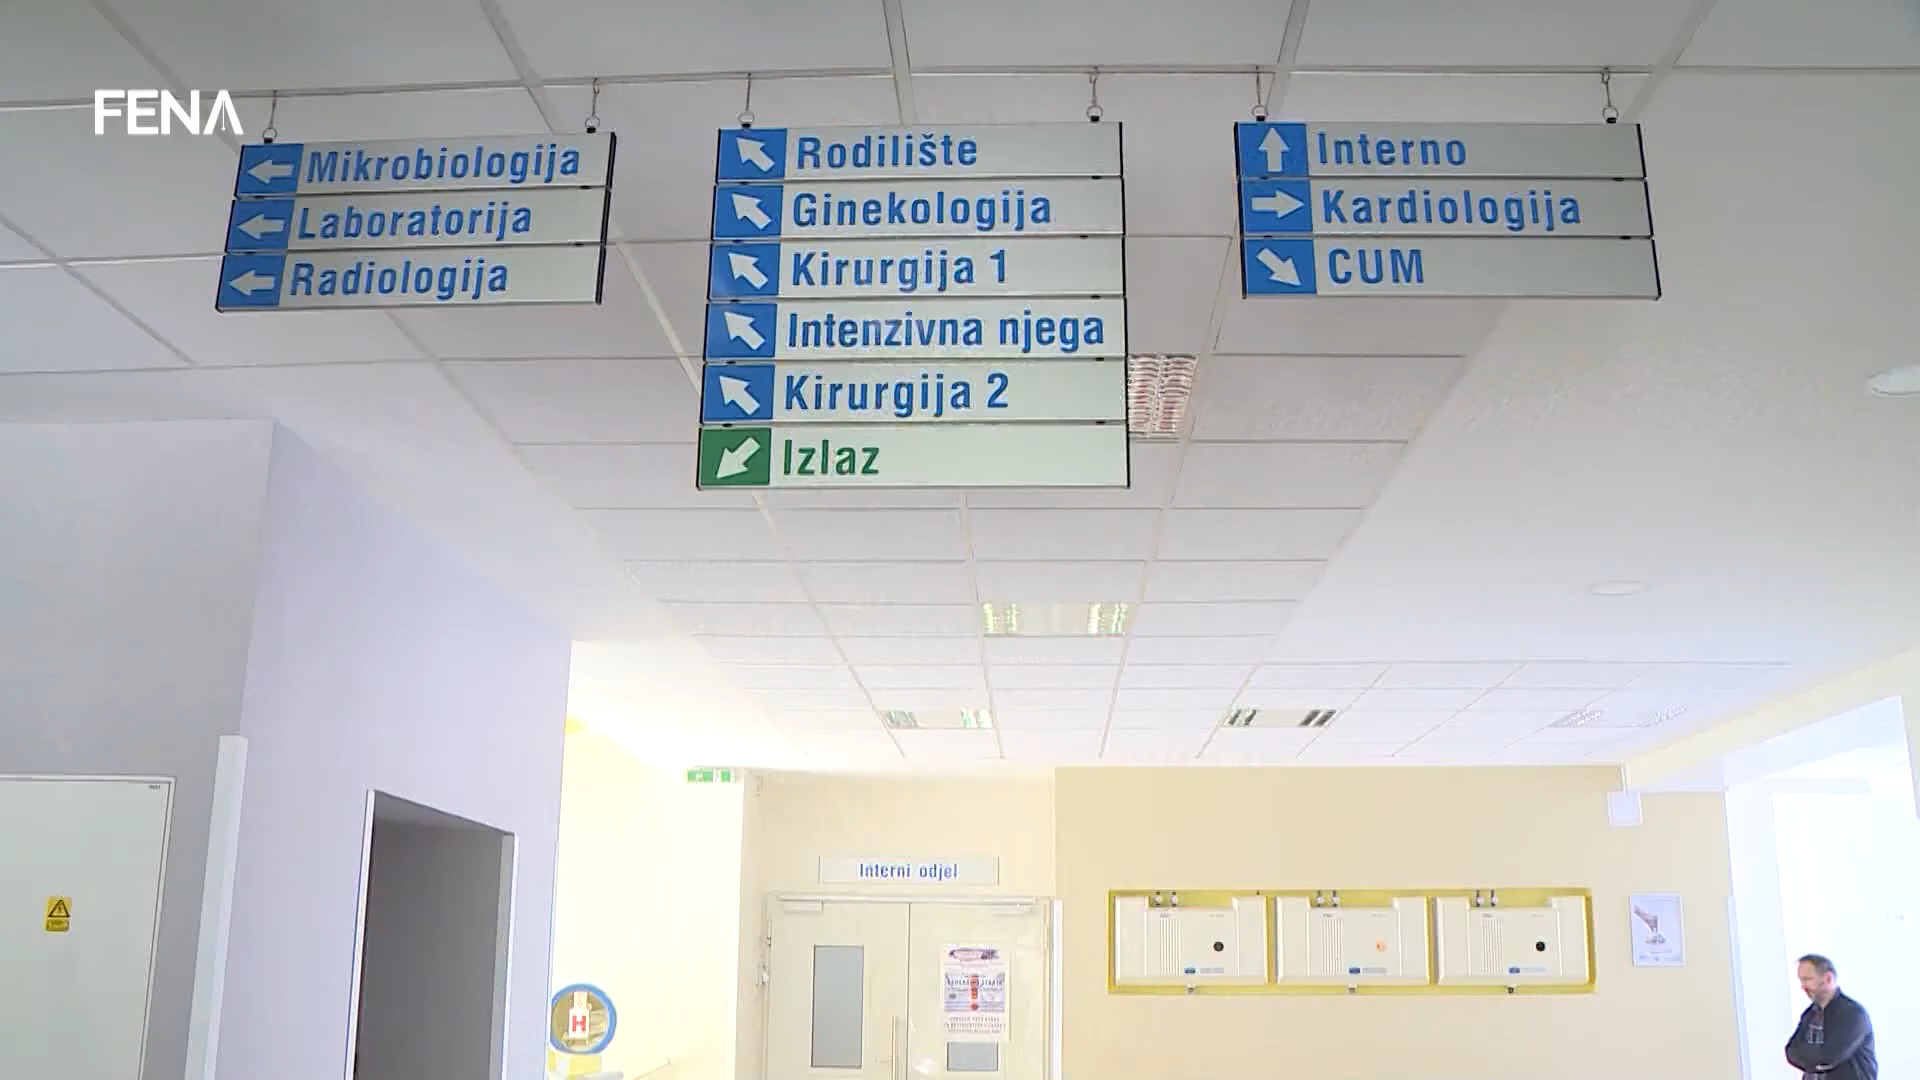 FENA
Mikrobiologija
Laboratorija
Radiologija
Rodilište
Ginekologija
Kirurgija 1
Intenzivna njega
Kirurgija 2
Izlaz
Interno
Kardiologija
CUM
Interni odjel
H